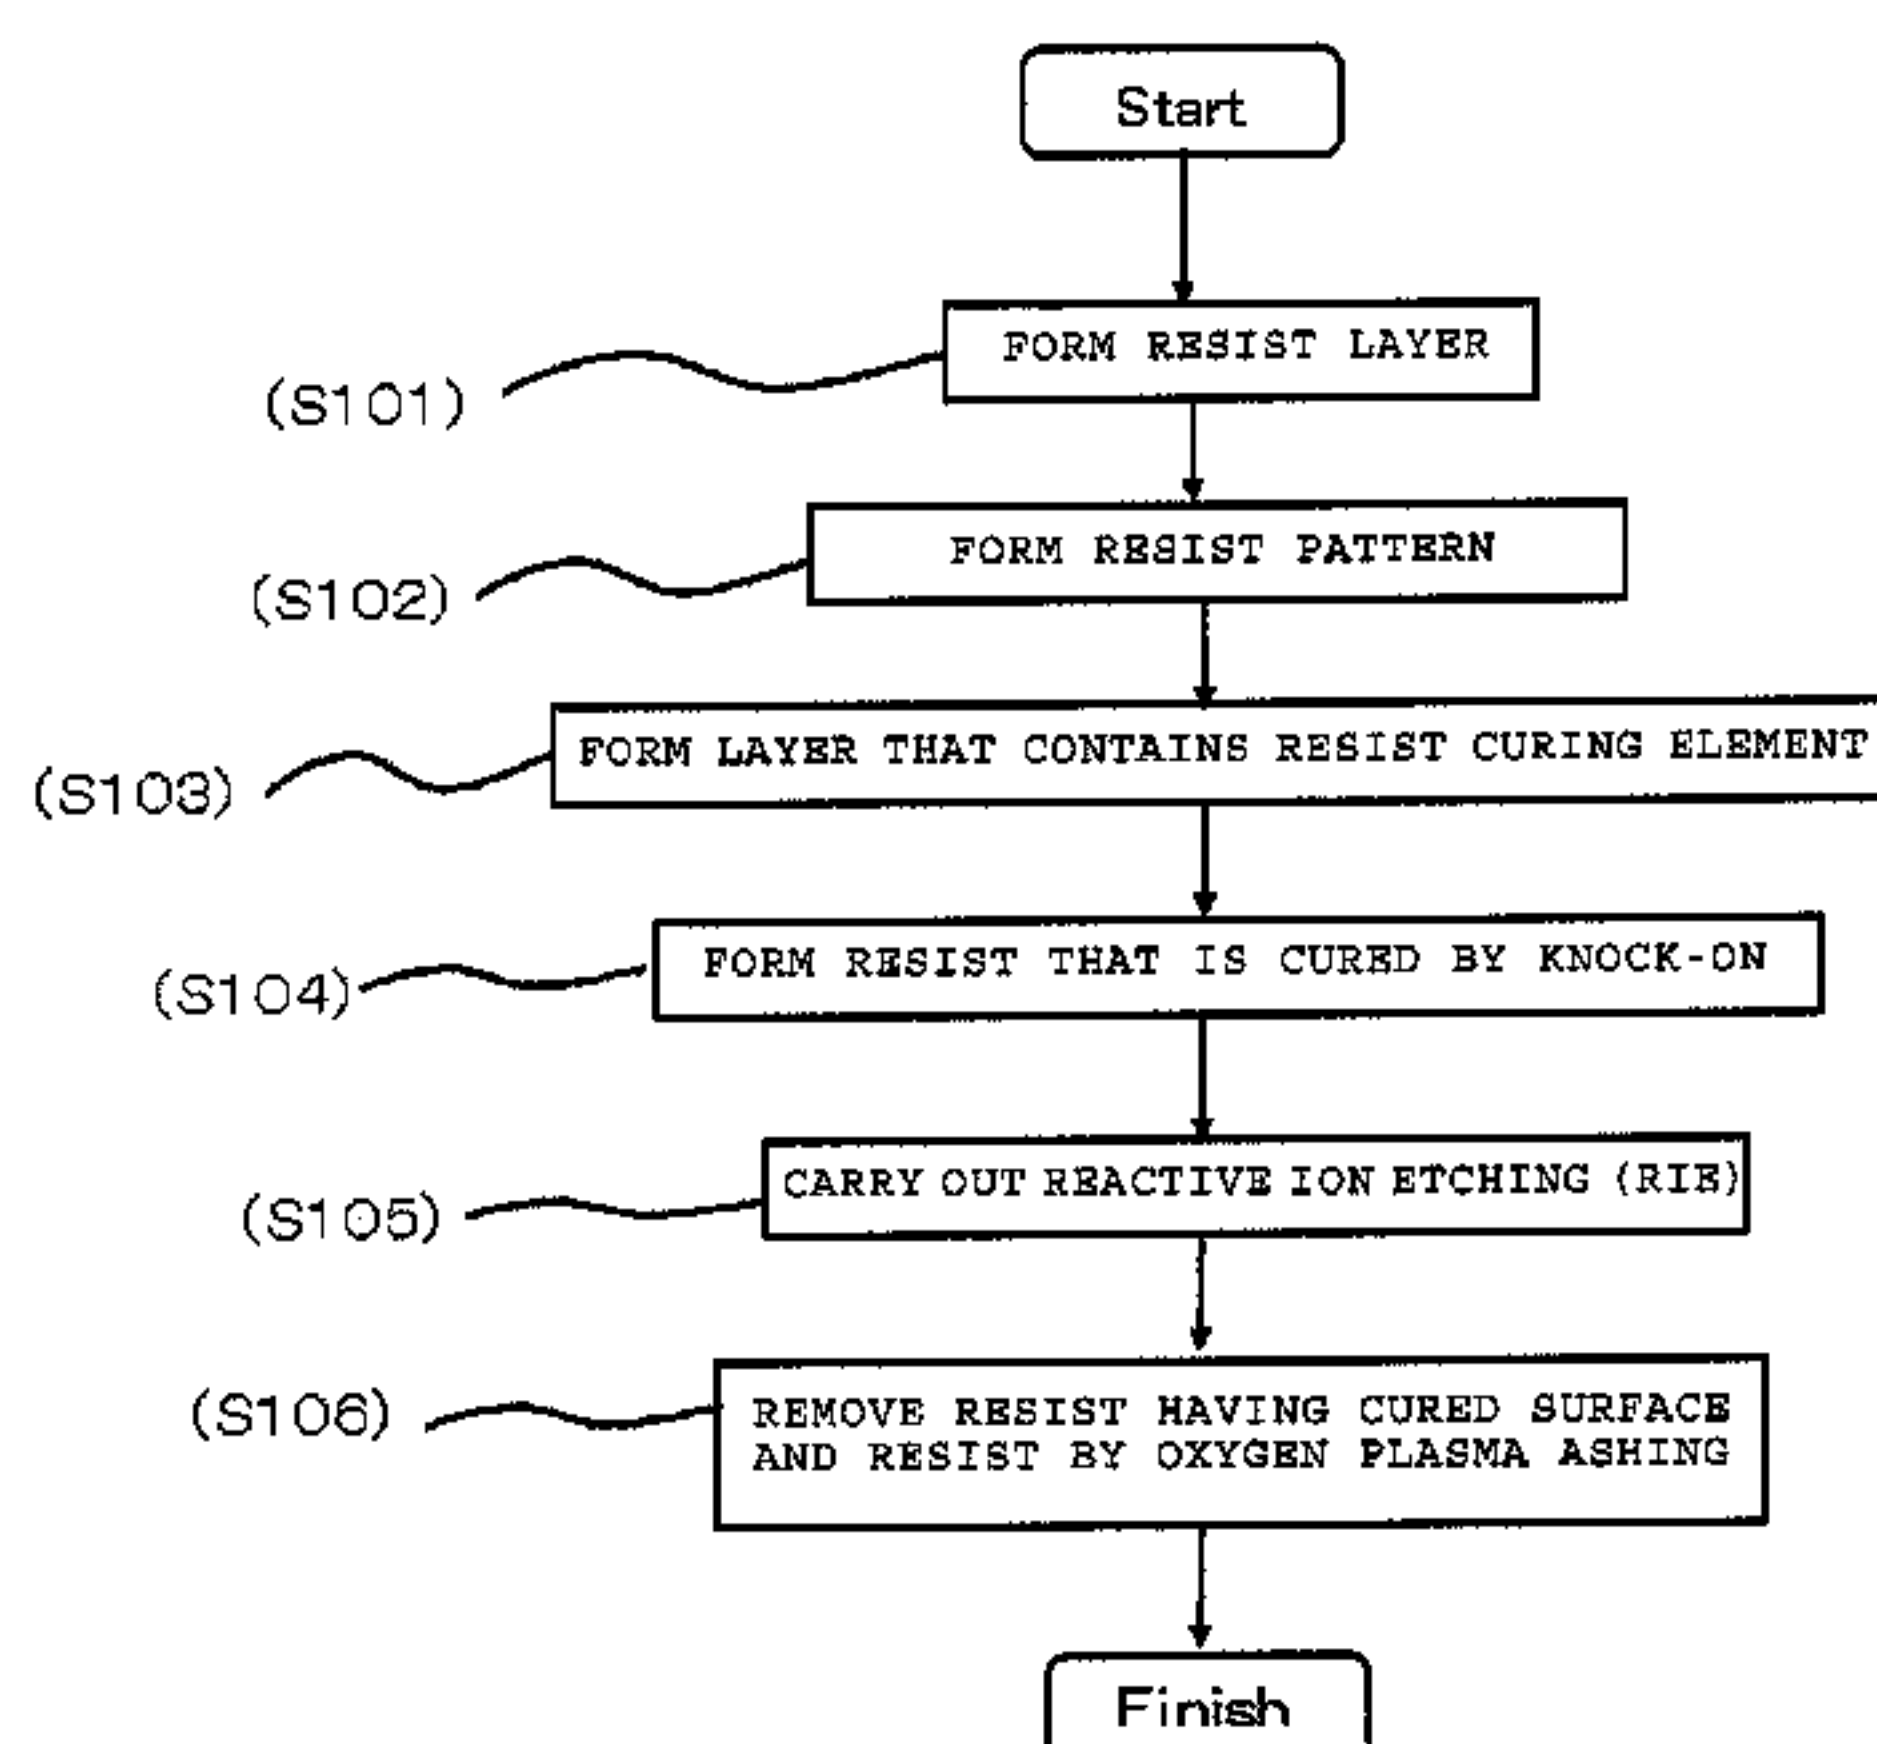 Start
FORM RESIST LAYER
(S101)
FORM RESIST PATTERN
(S102)
FORM LAYER THAT CONTAINS RESIST CURING ELEMENT
(S103)
FORM RESIST THAT IS CURED BY KNOCK-ON
(S104)
CARRY OUT REACTIVE ION ETCHING (RIE)
(S105)
REMOVE RESIST HAVING CURED SURFACE
AND RESIST BY OXYGEN PLASMA ASHING
(S106)
Finish